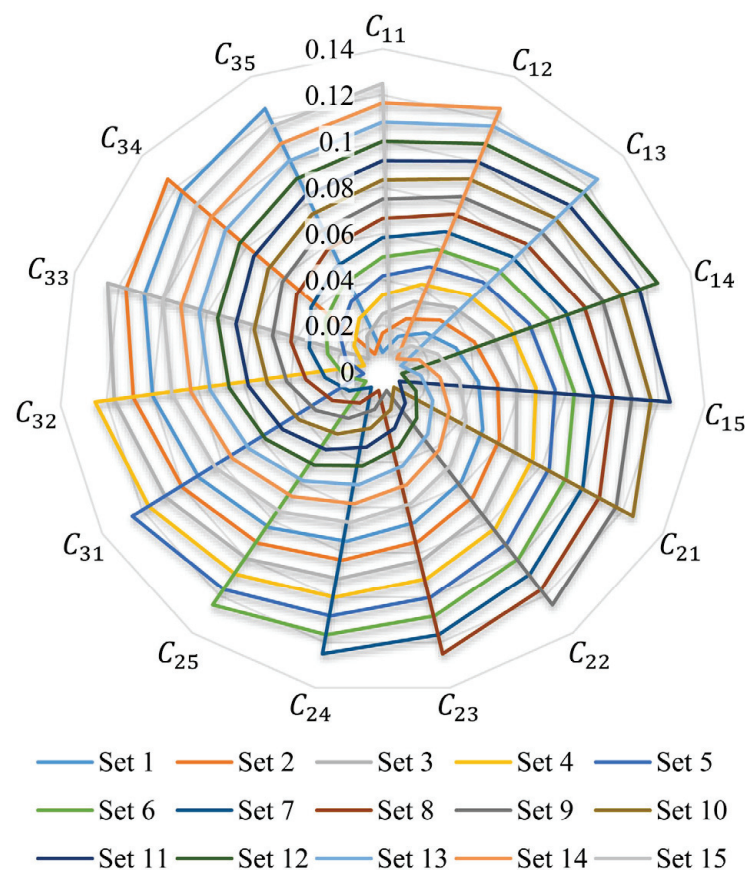 C₁₁
0.14
C₃₅
C₁₂
0.12
C₃₄
0.1
C₁₃
0.08
0.06
C₃₃
C₁₄
0.04
0.02
0
C₃₂
C₁₅
C₃₁
C₂₁
C₂₅
C₂₂
C₂₄
C₂₃
Set 1 Set 2 Set 3 Set 4 Set 5
Set 6 Set 7 Set 8 Set 9 Set 10
Set 11 Set 12 Set 13 Set 14 Set 15